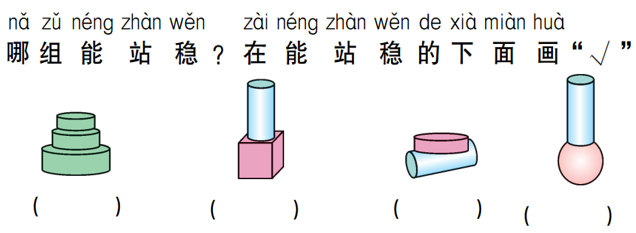 nǎ zǔ néng zhàn wěn zài néng zhàn wěn de xià miàn huà
哪组能站稳?在能站稳的下面画“√”
( ) ( ) ( ) ( )